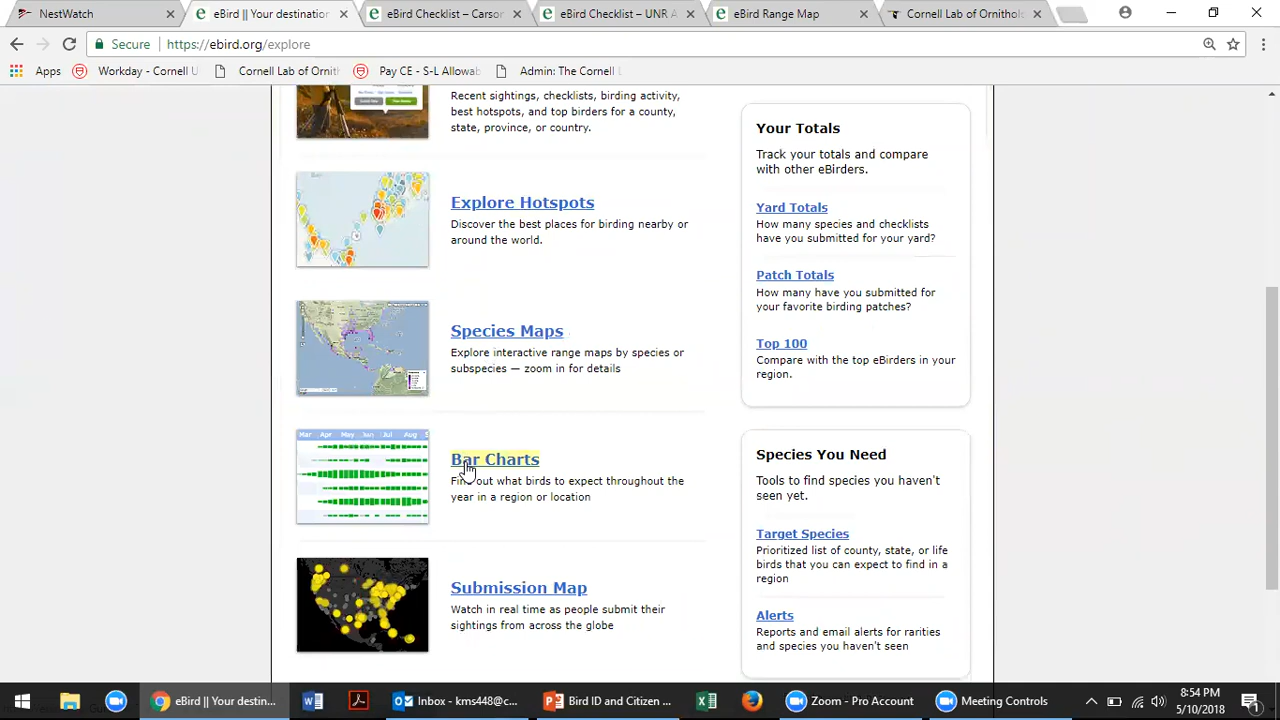 NestWatch
eBird || Your destination
eBird Checklist – Carson
eBird Checklist – UNR A
eBird Range Map
Cornell Lab of Ornithol
Secure
https://ebird.org/explore
Apps
Workday - Cornell U
Cornell Lab of Ornith
Pay CE - S-L Allowab
Admin: The Cornell L
Recent sightings, checklists, birding activity,
best hotspots, and top birders for a county,
state, province, or country.
Explore Hotspots
Discover the best places for birding nearby or
around the world.
Species Maps
Explore interactive range maps by species or
subspecies — zoom in for details
Mar Apr May Jun Jul Aug S
Bar Charts
Find out what birds to expect throughout the
year in a region or location
Submission Map
Watch in real time as people submit their
sightings from across the globe
Your Totals
Track your totals and compare
with other eBirders.
Yard Totals
How many species and checklists
have you submitted for your yard?
Patch Totals
How many have you submitted for
your favorite birding patches?
Top 100
Compare with the top eBirders in your
region.
Species You Need
Tools to find species you haven't
seen yet.
Target Species
Prioritized list of county, state, or life
birds that you can expect to find in a
region
Alerts
Reports and email alerts for rarities
and species you haven't seen
eBird || Your destin...
Inbox - kms448@c...
Bird ID and Citizen ...
Zoom - Pro Account
Meeting Controls
8:54 PM
5/10/2018